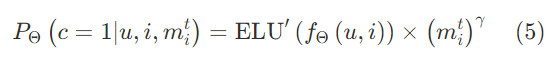 P_Θ (c = 1|u, i, m_i^t) = ELU′ (f_Θ (u, i)) × (m_i^t)^γ (5)